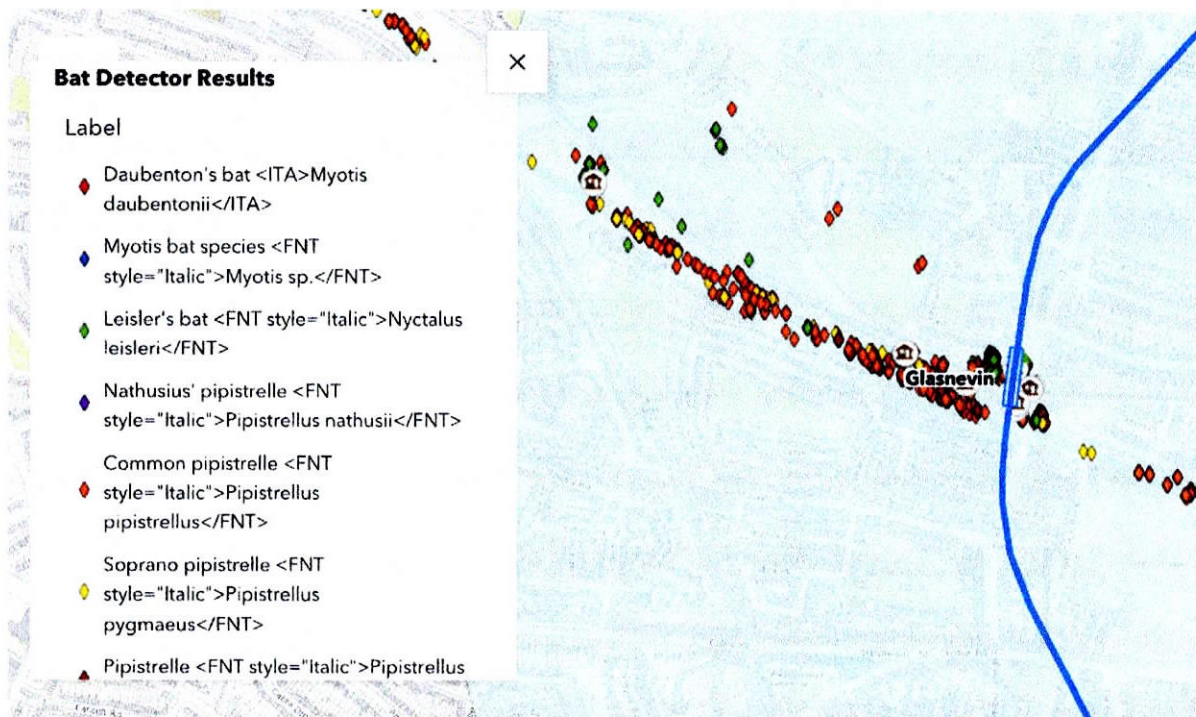 Bat Detector Results
Label
Daubenton's bat <ITA>Myotis
daubentonii</ITA>
Myotis bat species <FNT
style="Italic">Myotis sp.</FNT>
Leisler's bat <FNT style="Italic">Nyctalus
leisleri</FNT>
Nathusius' pipistrelle <FNT
style="Italic">Pipistrellus nathusii</FNT>
Common pipistrelle <FNT
style="Italic">Pipistrellus
pipistrellus</FNT>
Soprano pipistrelle <FNT
style="Italic">Pipistrellus
pygmaeus</FNT>
Pipistrelle <FNT style="Italic">Pipistrellus
Glasnevin